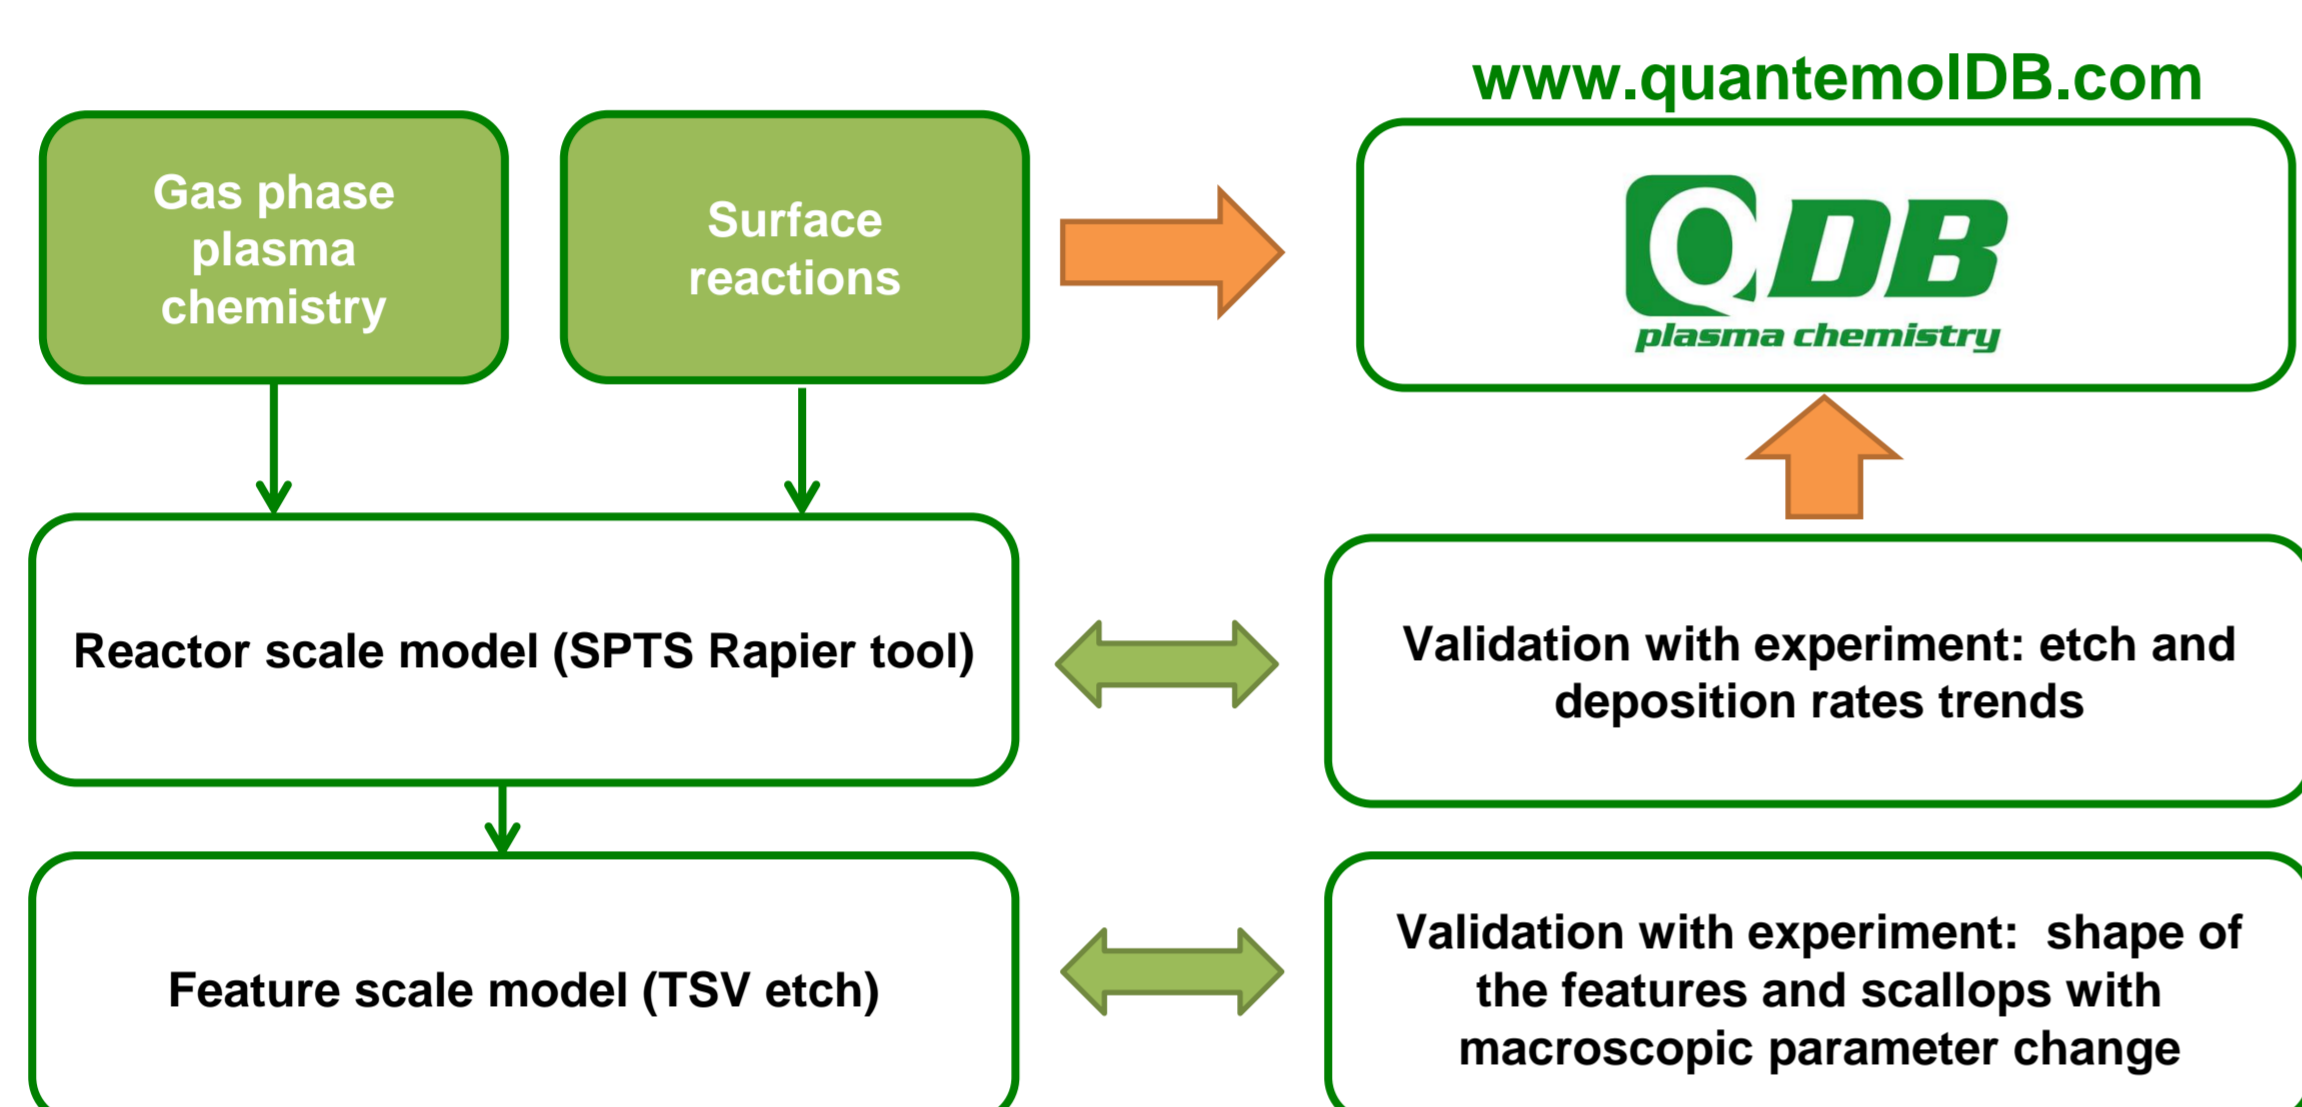 www.quantemolDB.com
Gas phase
plasma
chemistry
Surface
reactions
QDB
plasma chemistry
Reactor scale model (SPTS Rapier tool)
Validation with experiment: etch and
deposition rates trends
Feature scale model (TSV etch)
Validation with experiment:  shape of
the features and scallops with
macroscopic parameter change